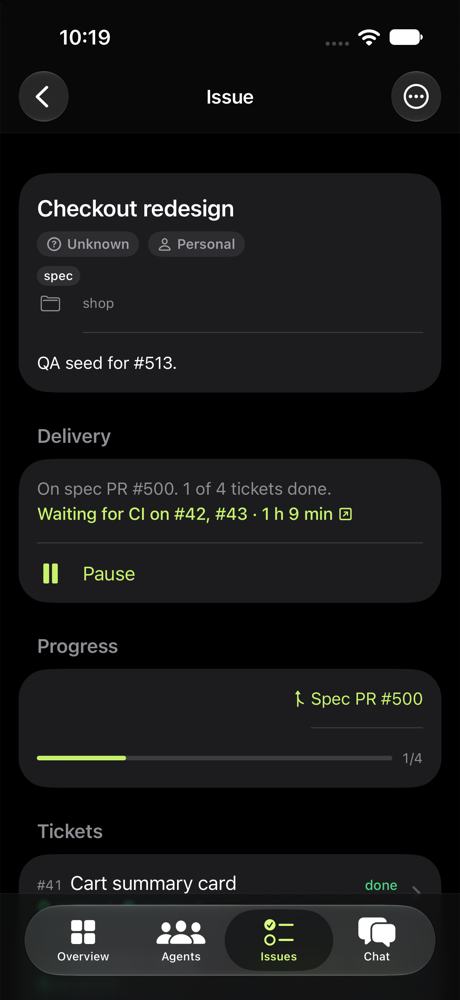 10:19
Issue
Checkout redesign
Unknown Personal
spec
shop
QA seed for #513.
Delivery
On spec PR #500. 1 of 4 tickets done.
Waiting for CI on #42, #43 · 1 h 9 min
Pause
Progress
Spec PR #500
1/4
Tickets
#41 Cart summary card done
Overview Agents Issues Chat